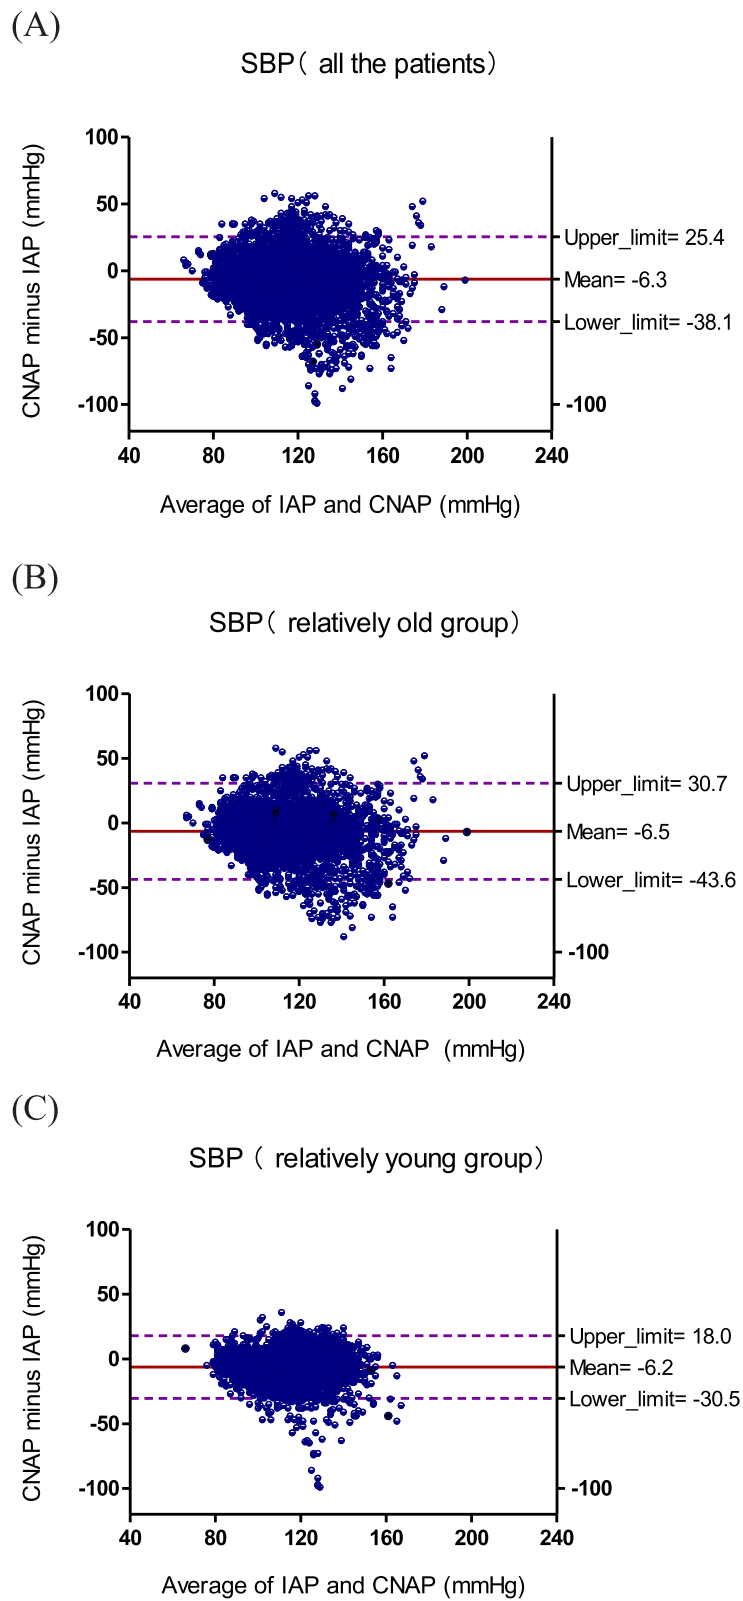 (A)
SBP（ all the patients）
CNAP minus IAP (mmHg)
100
50
0
-50
-100
Upper_limit= 25.4
Mean= -6.3
Lower_limit= -38.1
-100
40 80 120 160 200 240
Average of IAP and CNAP (mmHg)
(B)
SBP（ relatively old group）
CNAP minus IAP (mmHg)
100
50
0
-50
-100
Upper_limit= 30.7
Mean= -6.5
Lower_limit= -43.6
-100
40 80 120 160 200 240
Average of IAP and CNAP (mmHg)
(C)
SBP （ relatively young group）
CNAP minus IAP (mmHg)
100
50
0
-50
-100
Upper_limit= 18.0
Mean= -6.2
Lower_limit= -30.5
-100
40 80 120 160 200 240
Average of IAP and CNAP (mmHg)